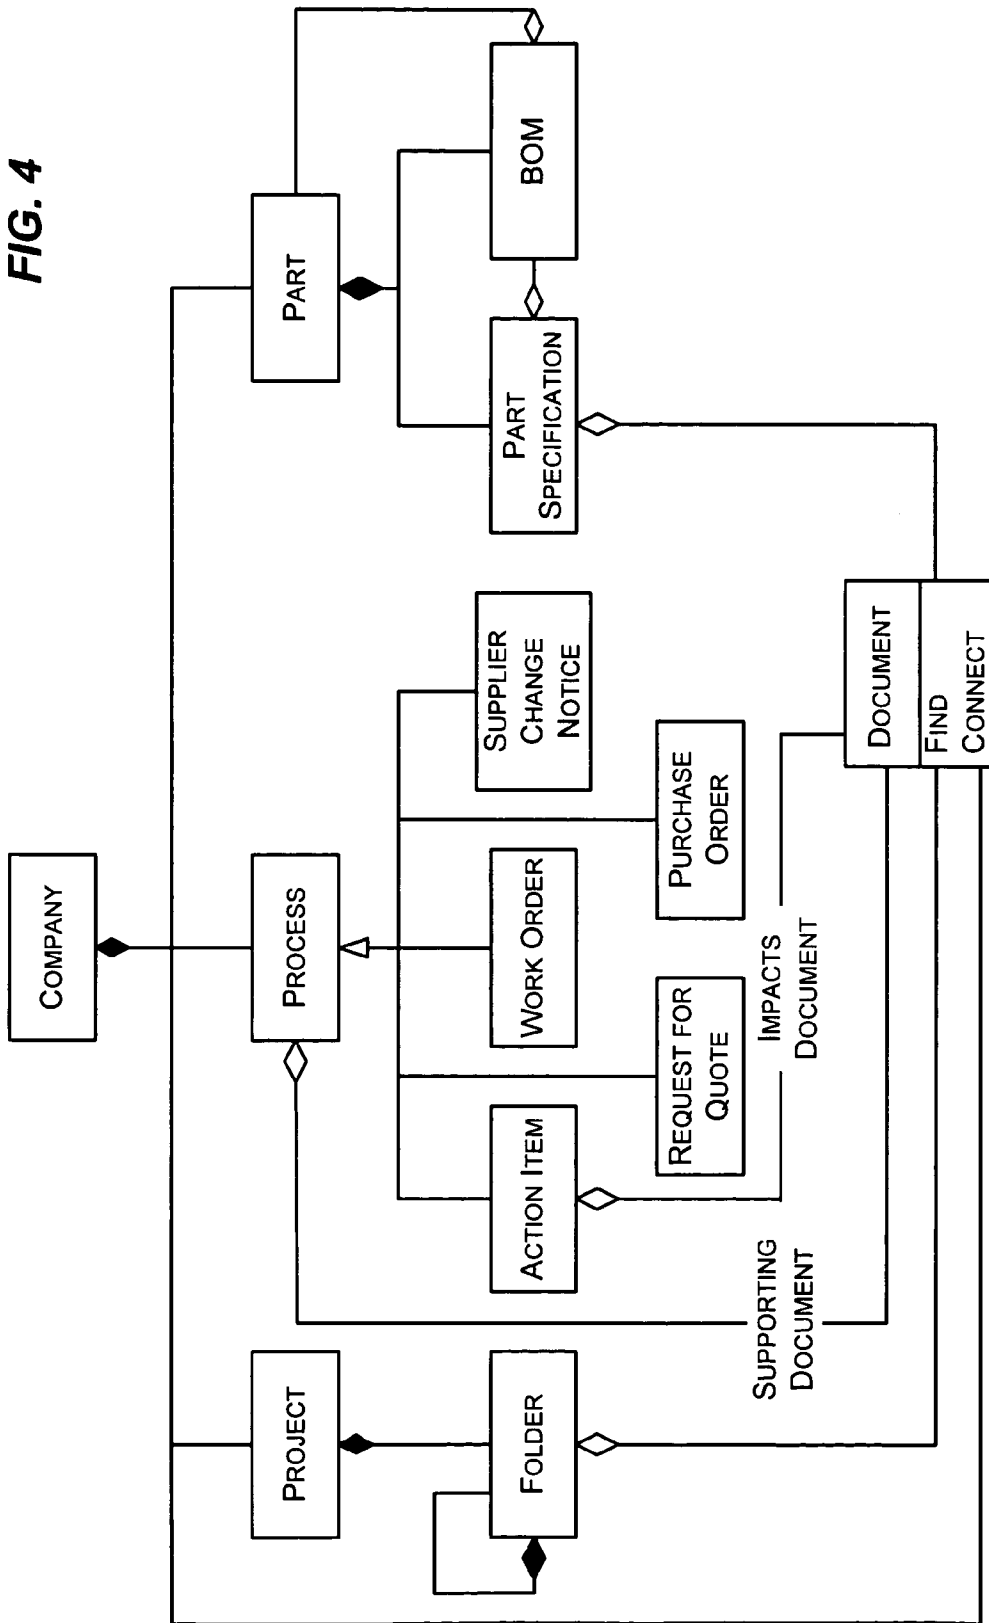 FIG. 4
COMPANY
PROJECT
PROCESS
PART
FOLDER
ACTION ITEM
WORK ORDER
SUPPLIER
CHANGE
NOTICE
PART
SPECIFICATION
BOM
REQUEST FOR
QUOTE
PURCHASE
ORDER
SUPPORTING
DOCUMENT
IMPACTS
DOCUMENT
DOCUMENT
FIND
CONNECT